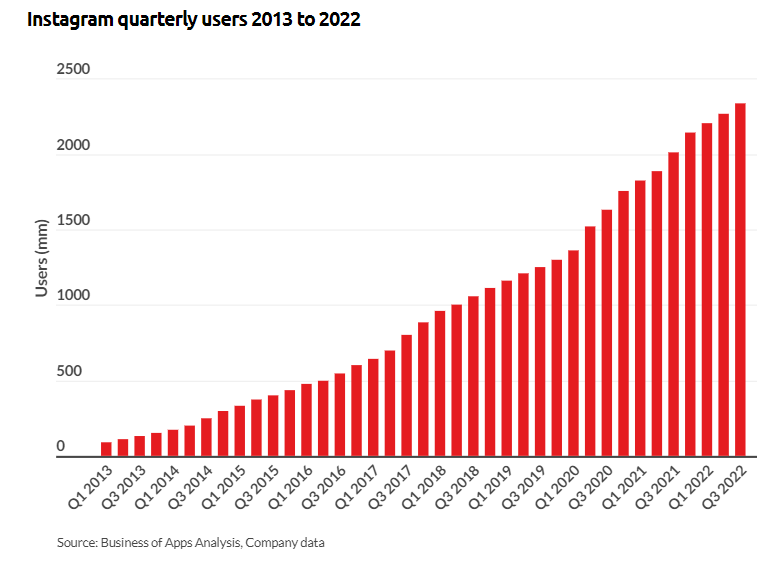 Instagram quarterly users 2013 to 2022
2500
2000
1500
1000
500
0
Users (mm)
Q1 2013
Q3 2013
Q1 2014
Q3 2014
Q1 2015
Q3 2015
Q1 2016
Q3 2016
Q1 2017
Q3 2017
Q1 2018
Q3 2018
Q1 2019
Q3 2019
Q1 2020
Q3 2020
Q1 2021
Q3 2021
Q1 2022
Q3 2022
Source: Business of Apps Analysis, Company data